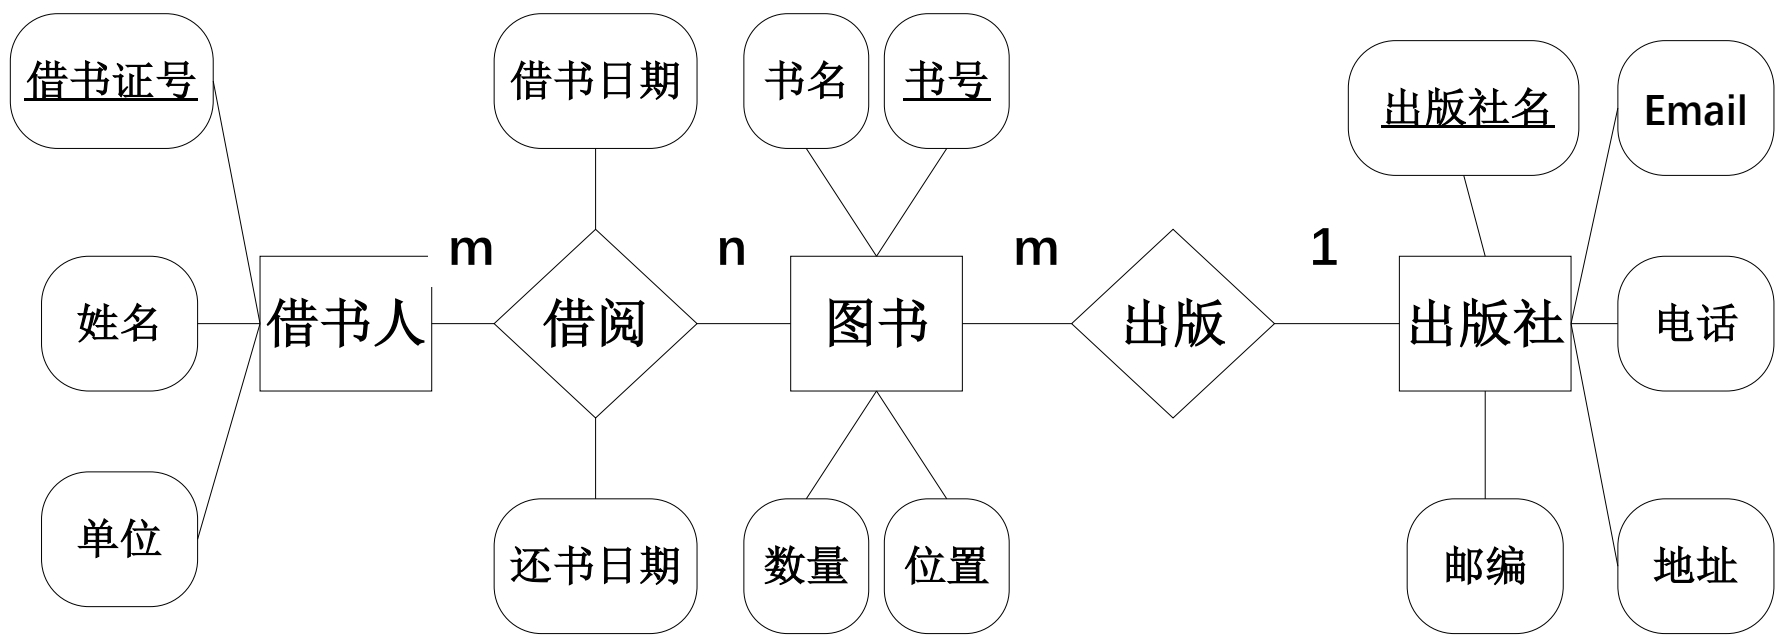 借书证号
借书日期
书名
书号
出版社名
Email
m
n
m
1
姓名
借书人
借阅
图书
出版
出版社
电话
单位
还书日期
数量
位置
邮编
地址